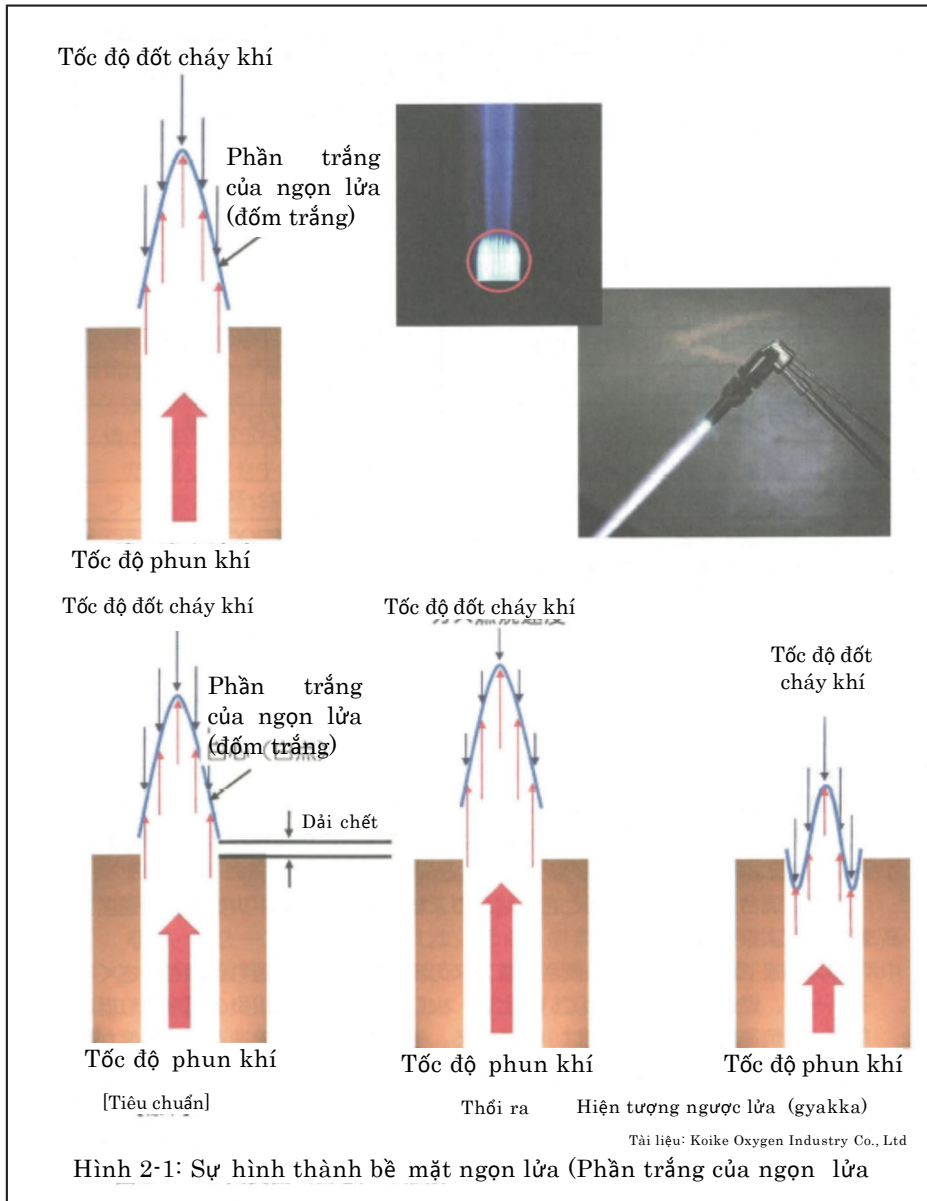 Tốc độ đốt cháy khí
Phần trắng
của ngọn lửa
(đốm trắng)
Tốc độ phun khí
Tốc độ đốt cháy khí
Phần trắng
của ngọn lửa
(đốm trắng)
Dải chết
Tốc độ phun khí
[Tiêu chuẩn]
Tốc độ đốt cháy khí
Tốc độ phun khí
Thổi ra
Tốc độ đốt
cháy khí
Tốc độ phun khí
Hiện tượng ngược lửa (gyakka)
Tài liệu: Koike Oxygen Industry Co., Ltd
Hình 2-1: Sự hình thành bề mặt ngọn lửa (Phần trắng của ngọn lửa